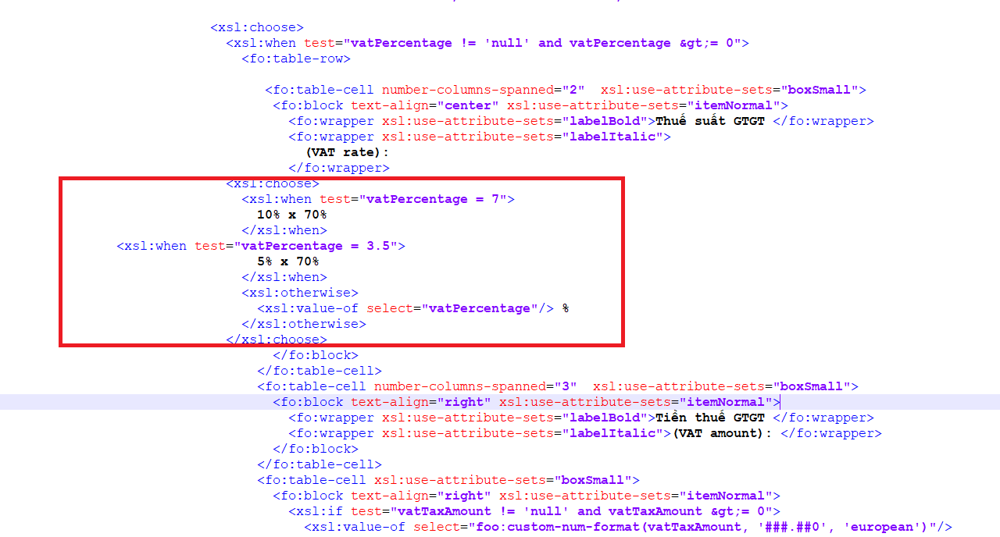 <xsl:choose>
<xsl:when test="vatPercentage != 'null' and vatPercentage &gt;= 0">
<fo:table-row>
<fo:table-cell number-columns-spanned="2"  xsl:use-attribute-sets="boxSmall">
<fo:block text-align="center" xsl:use-attribute-sets="itemNormal">
<fo:wrapper xsl:use-attribute-sets="labelBold">Thuế suất GTGT </fo:wrapper>
<fo:wrapper xsl:use-attribute-sets="labelItalic">
(VAT rate):
</fo:wrapper>
<xsl:choose>
<xsl:when test="vatPercentage = 7">
10% x 70%
</xsl:when>
<xsl:when test="vatPercentage = 3.5">
5% x 70%
</xsl:when>
<xsl:otherwise>
<xsl:value-of select="vatPercentage"/> %
</xsl:otherwise>
</xsl:choose>
</fo:block>
</fo:table-cell>
<fo:table-cell number-columns-spanned="3"  xsl:use-attribute-sets="boxSmall">
<fo:block text-align="right" xsl:use-attribute-sets="itemNormal">
<fo:wrapper xsl:use-attribute-sets="labelBold">Tiền thuế GTGT </fo:wrapper>
<fo:wrapper xsl:use-attribute-sets="labelItalic">(VAT amount): </fo:wrapper>
</fo:block>
</fo:table-cell>
<fo:table-cell xsl:use-attribute-sets="boxSmall">
<fo:block text-align="right" xsl:use-attribute-sets="itemNormal">
<xsl:if test="vatTaxAmount != 'null' and vatTaxAmount &gt;= 0">
<xsl:value-of select="foo:custom-num-format(vatTaxAmount, '###.##0', 'european')"/>